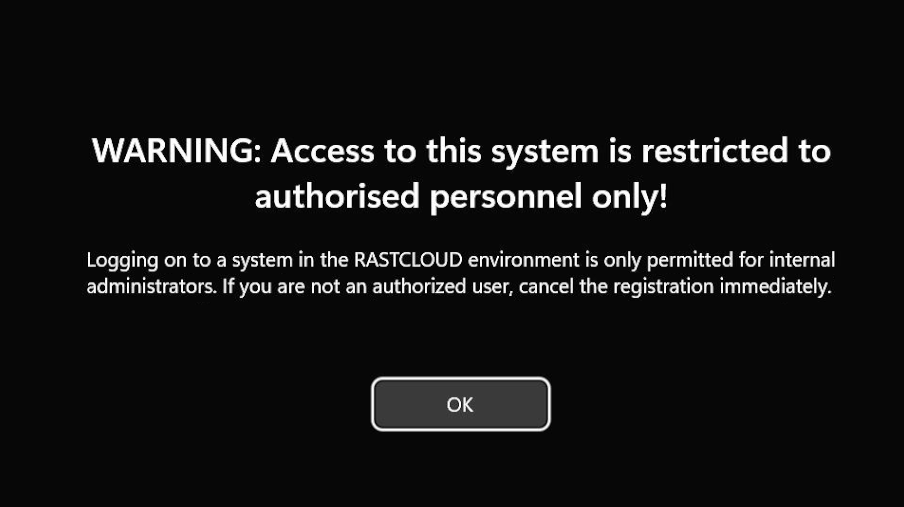 WARNING: Access to this system is restricted to
authorised personnel only!
Logging on to a system in the RASTCLOUD environment is only permitted for internal
administrators. If you are not an authorized user, cancel the registration immediately.
OK